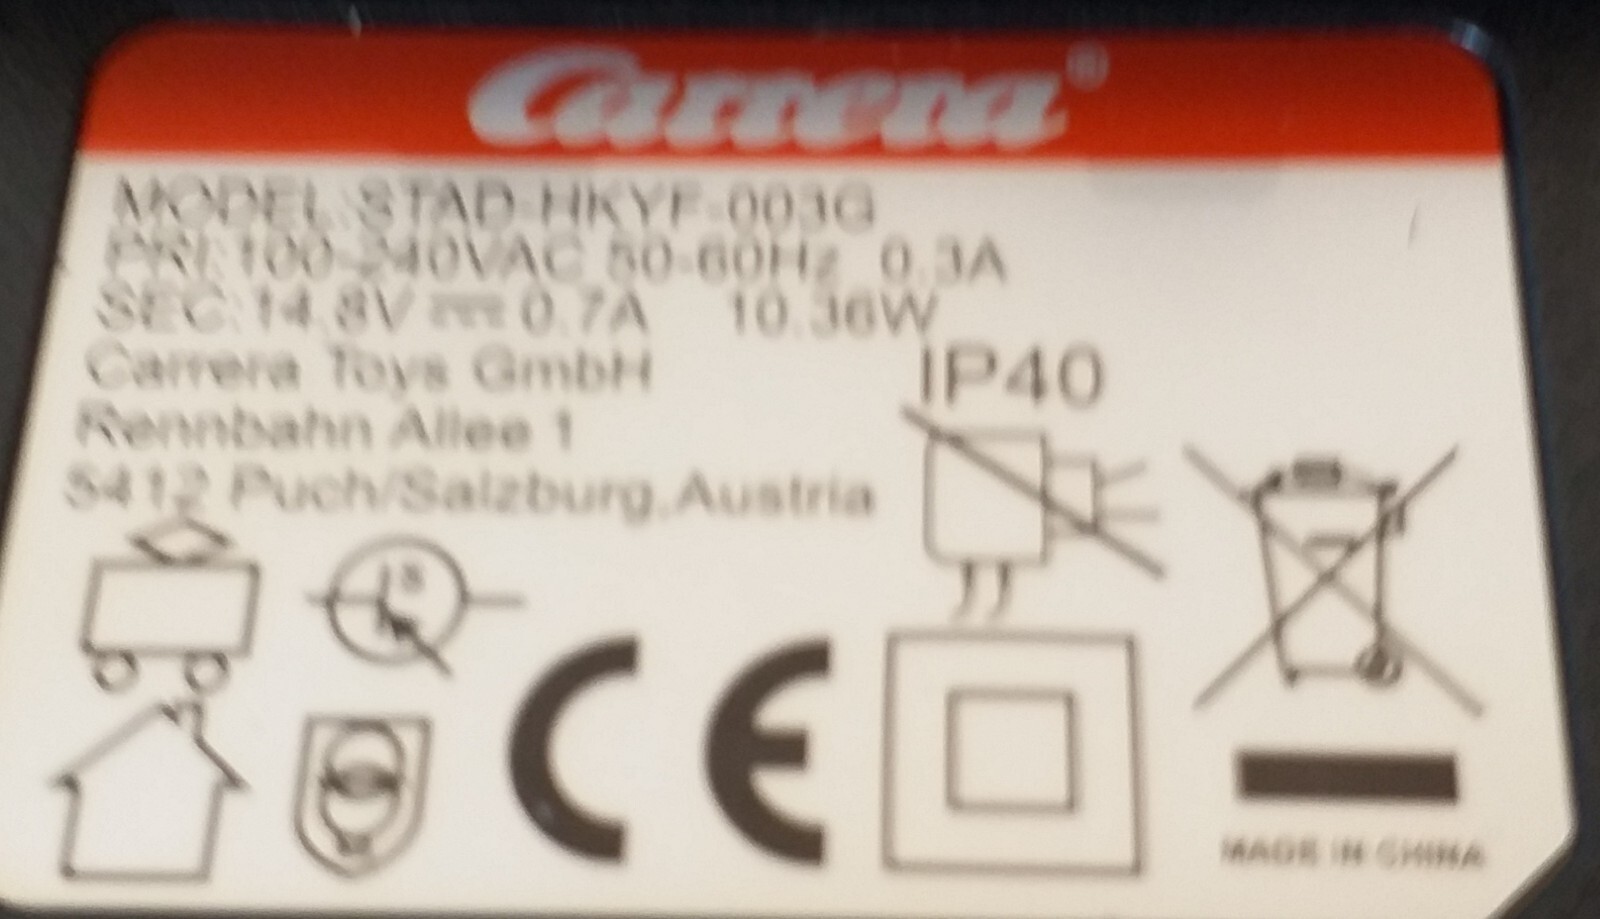 Carrera®
MODEL:STAD-HKYF-003G
PRI:100-240VAC 50-60Hz 0.3A
SEC:14.8V ⎓ 0.7A 10.36W
Carrera Toys GmbH
IP40
Rennbahn Allee 1
5412 Puch/Salzburg,Austria
CE
MADE IN CHINA